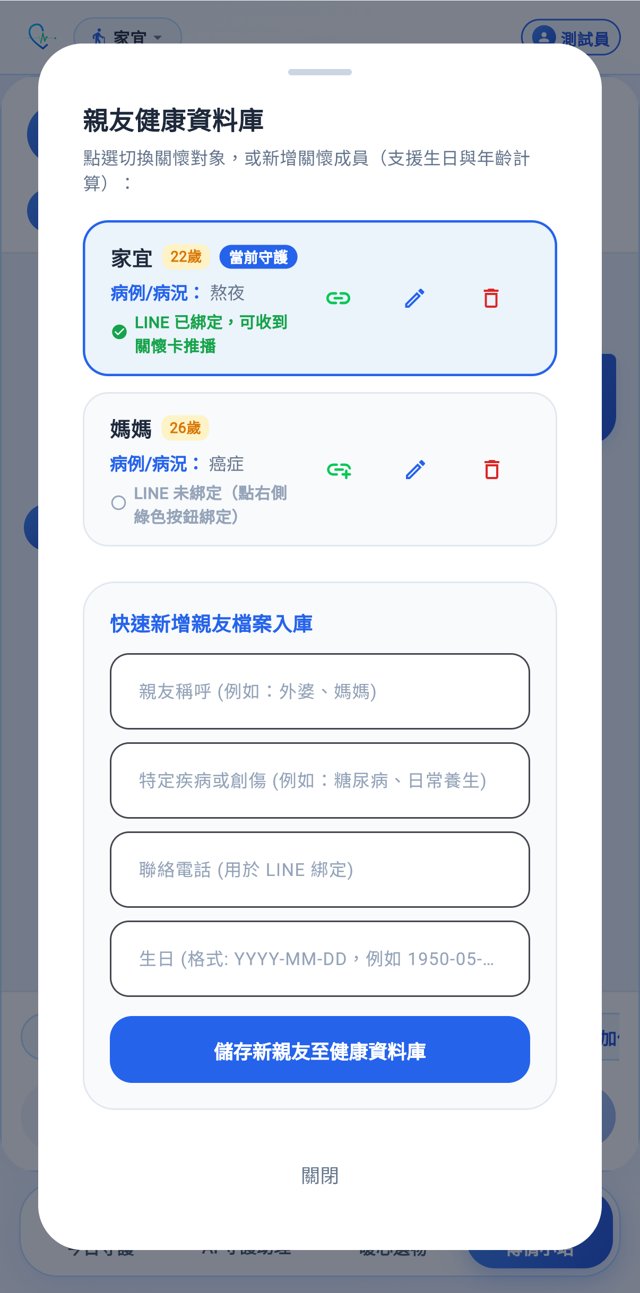 家宜
測試員
親友健康資料庫
點選切換關懷對象，或新增關懷成員（支援生日與年齡計
算）：
家宜 22歲 當前守護
病例/病況： 熬夜
LINE 已綁定，可收到
關懷卡推播
媽媽 26歲
病例/病況： 癌症
LINE 未綁定（點右側
綠色按鈕綁定）
快速新增親友檔案入庫
親友稱呼 (例如：外婆、媽媽)
特定疾病或創傷 (例如：糖尿病、日常養生)
聯絡電話 (用於 LINE 綁定)
生日 (格式: YYYY-MM-DD，例如 1950-05-…
儲存新親友至健康資料庫
關閉